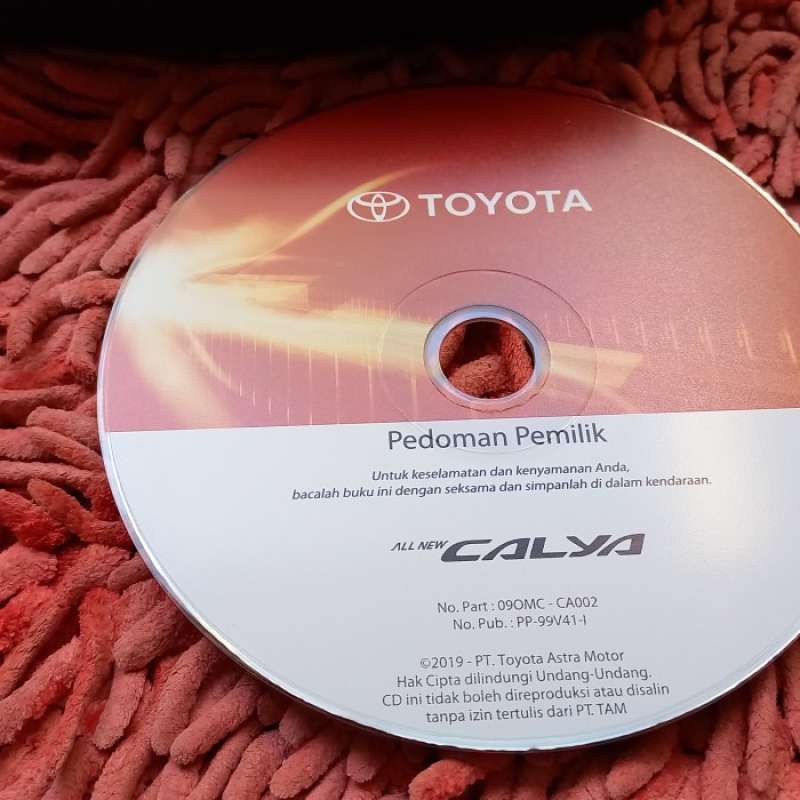 TOYOTA
Pedoman Pemilik
Untuk keselamatan dan kenyamanan Anda,
bacalah buku ini dengan seksama dan simpanlah di dalam kendaraan.
ALL NEW CALYA
No. Part : 09OMC - CA002
No. Pub. : PP-99V41-I
©2019 - PT. Toyota Astra Motor
Hak Cipta dilindungi Undang-Undang.
CD ini tidak boleh direproduksi atau disalin
tanpa izin tertulis dari PT. TAM